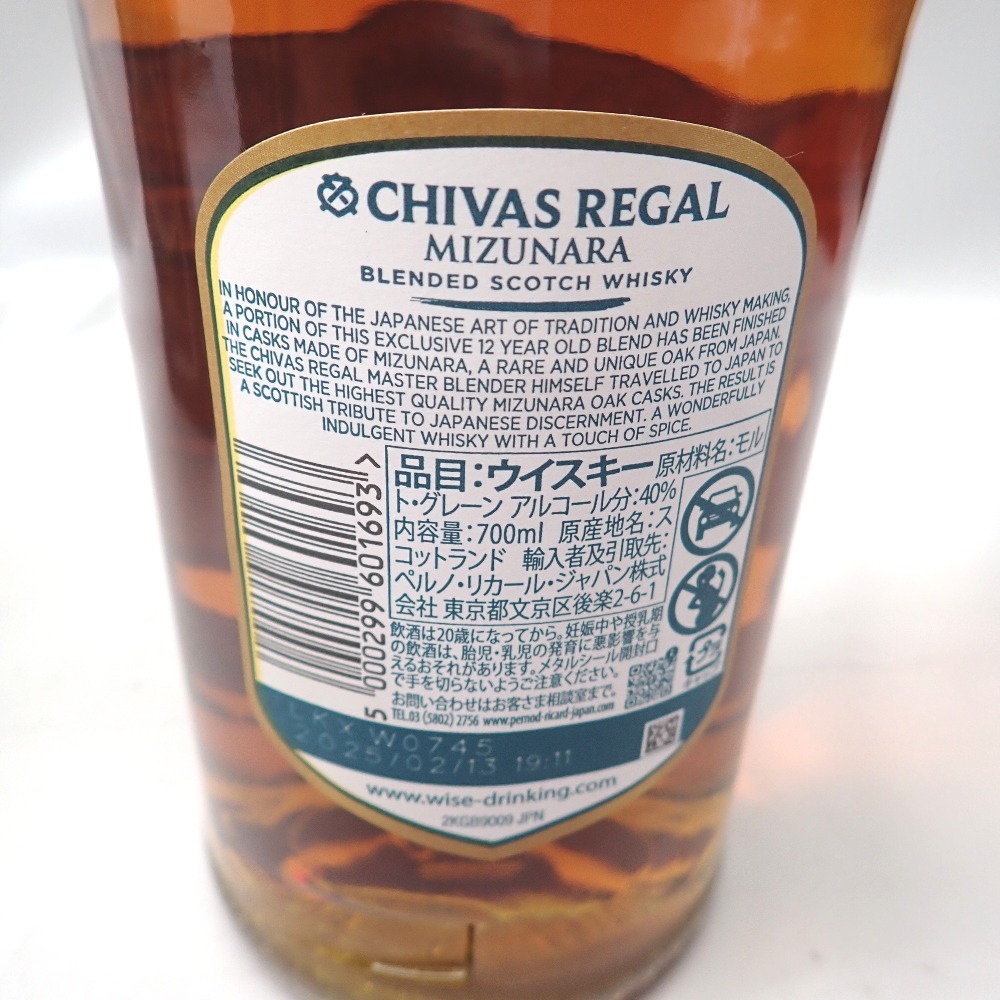 CHIVAS REGAL
MIZUNARA
BLENDED SCOTCH WHISKY
IN HONOUR OF THE JAPANESE ART OF TRADITION AND WHISKY MAKING,
A PORTION OF THIS EXCLUSIVE 12 YEAR OLD BLEND HAS BEEN FINISHED
IN CASKS MADE OF MIZUNARA, A RARE AND UNIQUE OAK FROM JAPAN.
THE CHIVAS REGAL MASTER BLENDER HIMSELF TRAVELLED TO JAPAN TO
SEEK OUT THE HIGHEST QUALITY MIZUNARA OAK CASKS. THE RESULT IS
A SCOTTISH TRIBUTE TO JAPANESE DISCERNMENT. A WONDERFULLY
INDULGENT WHISKY WITH A TOUCH OF SPICE.
品目:ウイスキー 原材料名:モル
ト・グレーン アルコール分:40%
内容量:700ml 原産地名:ス
コットランド 輸入者及引取先:
ペルノ・リカール・ジャパン株式
会社 東京都文京区後楽2-6-1
飲酒は20歳になってから。妊娠中や授乳期
の飲酒は、胎児・乳児の発育に悪影響を与
えるおそれがあります。メタルシール開封口
で手を切らないようご注意ください。
お問い合わせはお客さま相談室まで。
TEL.03 (5802) 2756 www.pernod-ricard-japan.com
5 000299 601693 >
LKXW0745
2025/02/13 19:11
www.wise-drinking.com
2KGB9009 JPN